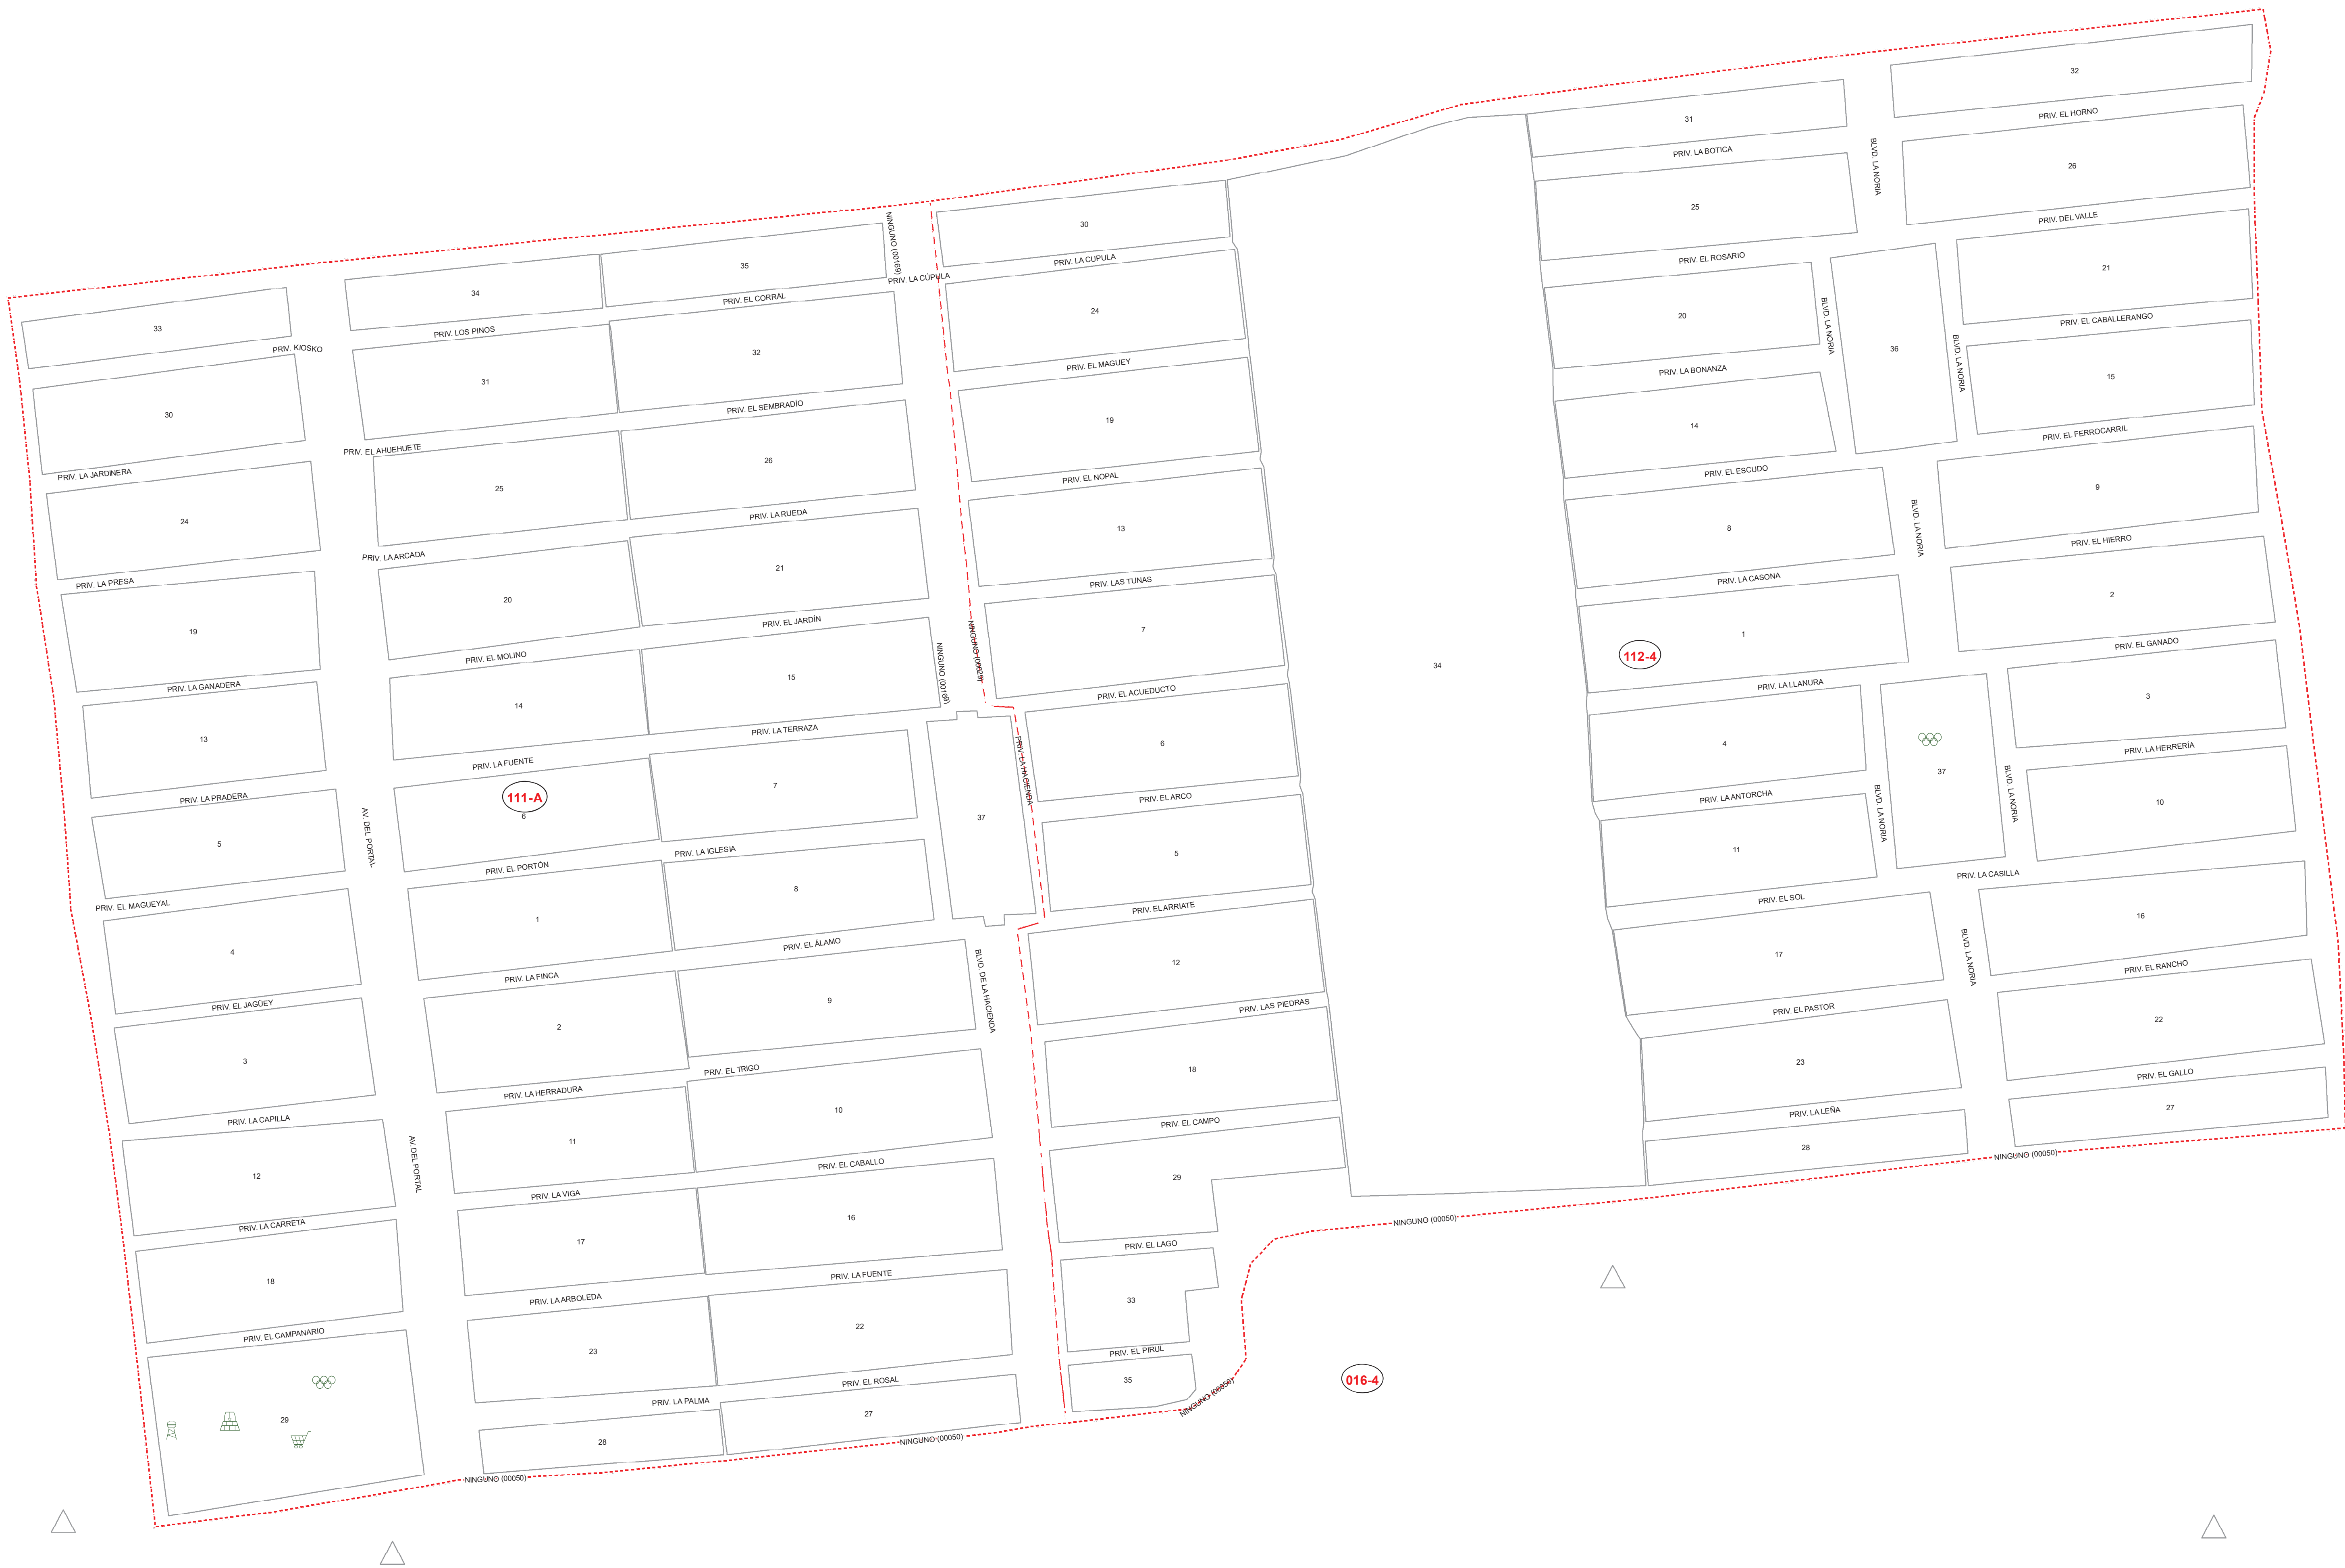 32
PRIV. EL HORNO
31
PRIV. LA BOTICA
BLVD. LA NORIA
26
25
PRIV. DEL VALLE
30
NINGUNO (00169)
PRIV. LA CUPULA
PRIV. EL ROSARIO
21
35
PRIV. LA CÚPULA
34
PRIV. EL CORRAL
24
20
BLVD. LA NORIA
PRIV. EL CABALLERANGO
33
PRIV. LOS PINOS
PRIV. KIOSKO
32
36
BLVD. LA NORIA
31
PRIV. EL MAGUEY
PRIV. LA BONANZA
15
30
PRIV. EL SEMBRADÍO
19
14
PRIV. EL FERROCARRIL
PRIV. EL AHUEHUETE
26
PRIV. LA JARDINERA
PRIV. EL NOPAL
PRIV. EL ESCUDO
25
9
24
PRIV. LA RUEDA
13
8
BLVD. LA NORIA
PRIV. LA ARCADA
PRIV. EL HIERRO
21
PRIV. LA PRESA
PRIV. LAS TUNAS
PRIV. LA CASONA
20
2
19
PRIV. EL JARDÍN
7
1
NINGUNO (00169)
NINGUNO (00029)
PRIV. EL MOLINO
112-4
PRIV. EL GANADO
34
15
PRIV. LA GANADERA
PRIV. EL ACUEDUCTO
PRIV. LA LLANURA
14
3
13
PRIV. LA TERRAZA
6
4
PRIV. LA HERRERÍA
PRIV. LA FUENTE
PRIV. LA HACIENDA
37
7
PRIV. LA PRADERA
111-A
PRIV. EL ARCO
PRIV. LA ANTORCHA
BLVD. LA NORIA
BLVD. LA NORIA
10
6
37
AV. DEL PORTAL
5
PRIV. LA IGLESIA
5
11
PRIV. EL PORTÓN
PRIV. LA CASILLA
8
PRIV. EL MAGUEYAL
PRIV. EL ARRIATE
PRIV. EL SOL
1
16
PRIV. EL ÁLAMO
4
12
17
BLVD. LA NORIA
PRIV. LA FINCA
BLVD. DE LA HACIENDA
PRIV. EL RANCHO
9
PRIV. EL JAGÜEY
PRIV. LAS PIEDRAS
PRIV. EL PASTOR
2
22
3
PRIV. EL TRIGO
18
23
PRIV. EL GALLO
PRIV. LA HERRADURA
10
27
PRIV. LA CAPILLA
PRIV. EL CAMPO
PRIV. LA LEÑA
11
28
AV. DEL PORTAL
PRIV. EL CABALLO
NINGUNO (00050)
12
29
PRIV. LA VIGA
16
PRIV. LA CARRETA
NINGUNO (00050)
17
PRIV. EL LAGO
18
PRIV. LA FUENTE
PRIV. LA ARBOLEDA
33
PRIV. EL CAMPANARIO
22
23
PRIV. EL PIRUL
016-4
PRIV. EL ROSAL
35
NINGUNO (00050)
PRIV. LA PALMA
29
27
28
NINGUNO (00050)
NINGUNO (00050)